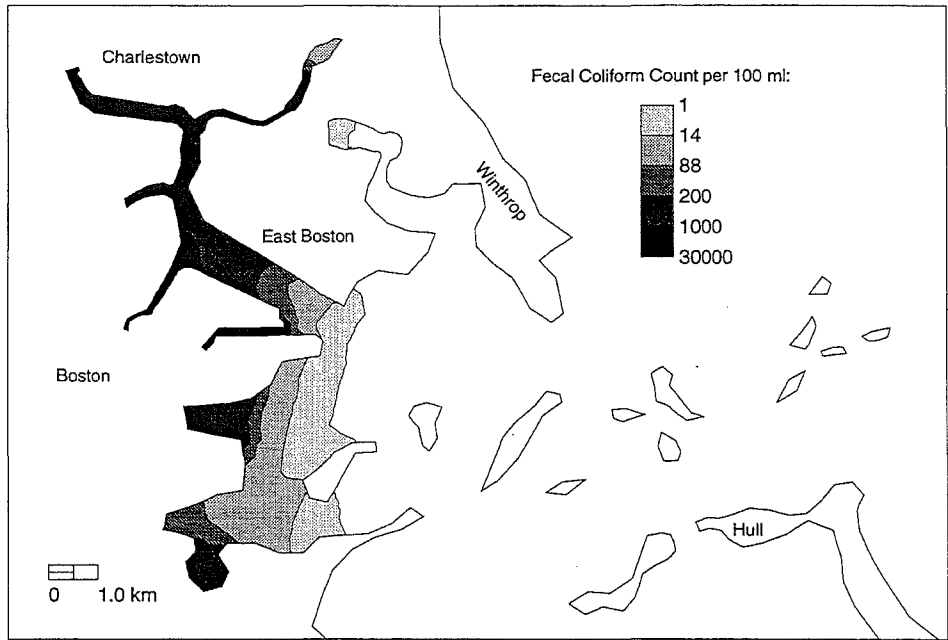 Charlestown
Fecal Coliform Count per 100 ml:
1
14
88
200
1000
30000
Winthrop
East Boston
Boston
Hull
0 1.0 km